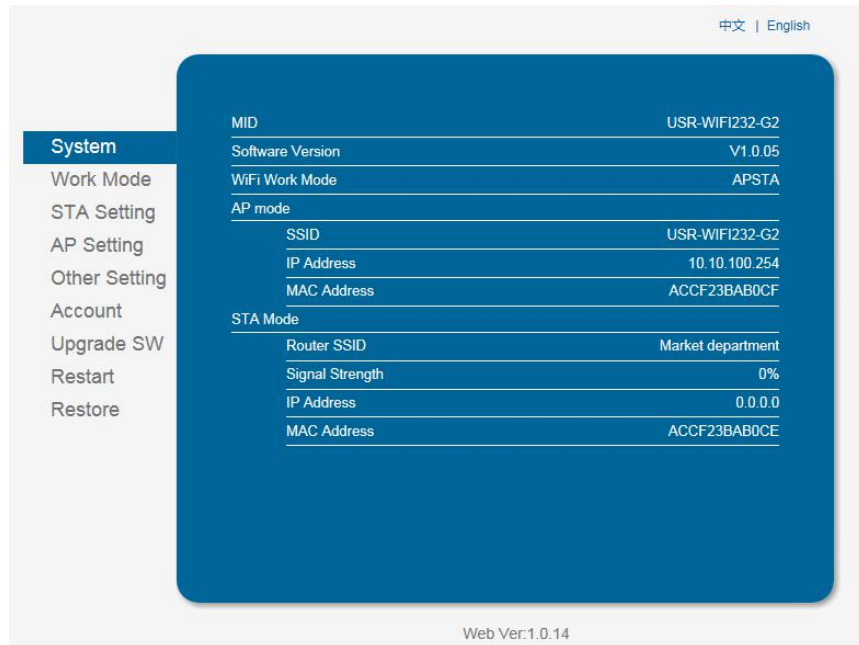 中文 | English
System
Work Mode
STA Setting
AP Setting
Other Setting
Account
Upgrade SW
Restart
Restore
MID USR-WIFI232-G2
Software Version V1.0.05
WiFi Work Mode APSTA
AP mode
SSID USR-WIFI232-G2
IP Address 10.10.100.254
MAC Address ACCF23BAB0CF
STA Mode
Router SSID Market department
Signal Strength 0%
IP Address 0.0.0.0
MAC Address ACCF23BAB0CE
Web Ver:1.0.14